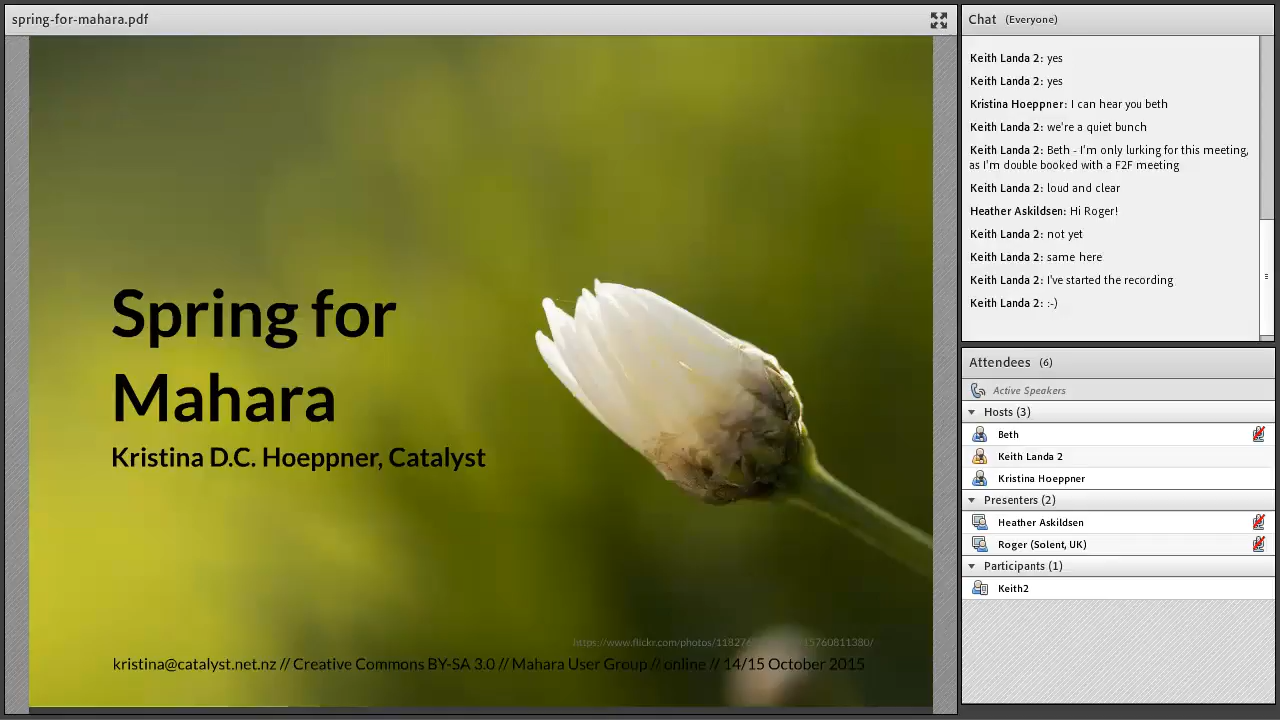 spring-for-mahara.pdf
Spring for
Mahara
Kristina D.C. Hoeppner, Catalyst
kristina@catalyst.net.nz // Creative Commons BY-SA 3.0 // Mahara User Group // online // 14/15 October 2015
Chat (Everyone)
Keith Landa 2: yes
Keith Landa 2: yes
Kristina Hoeppner: I can hear you beth
Keith Landa 2: we're a quiet bunch
Keith Landa 2: Beth - I'm only lurking for this meeting,
as I'm double booked with a F2F meeting
Keith Landa 2: loud and clear
Heather Askildsen: Hi Roger!
Keith Landa 2: not yet
Keith Landa 2: same here
Keith Landa 2: I've started the recording
Keith Landa 2: :-)
Attendees (6)
Active Speakers
Hosts (3)
Beth
Keith Landa 2
Kristina Hoeppner
Presenters (2)
Heather Askildsen
Roger (Solent, UK)
Participants (1)
Keith2